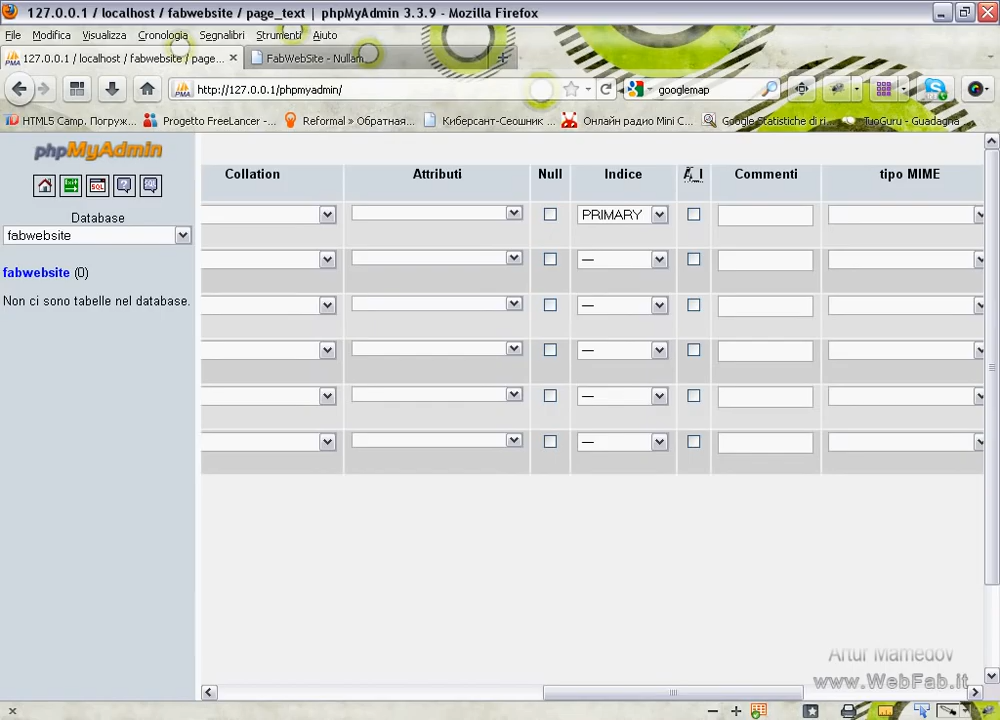 127.0.0.1 / localhost / fabwebsite / page_text | phpMyAdmin 3.3.9 - Mozilla Firefox
File Modifica Visualizza Cronologia Segnalibri Strumenti Aiuto
127.0.0.1 / localhost / fabwebsite / page... FabWebSite - Nullam...
http://127.0.0.1/phpmyadmin/ googlemap
HTML5 Camp. Погруж... Progetto FreeLancer -... Reformal » Обратная... Киберсант-Сеошник ... Онлайн радио Mini C... Google Statistiche di ri... TuoGuru - Guadagna
phpMyAdmin
SQL
Database
fabwebsite
fabwebsite (0)
Non ci sono tabelle nel database.
Collation Attributi Null Indice A_I Commenti tipo MIME
PRIMARY
---
---
---
---
---
Artur Mamedov
www.WebFab.it